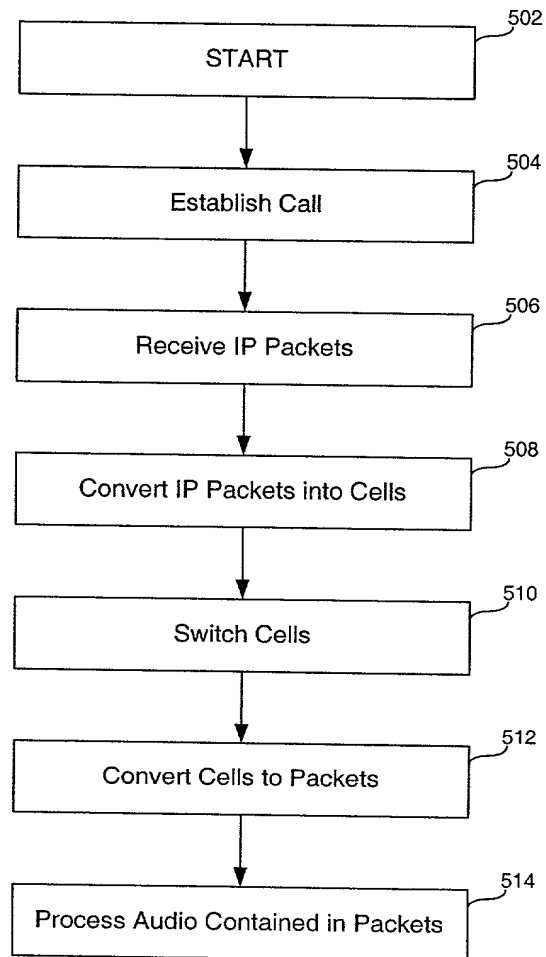 502
START
504
Establish Call
506
Receive IP Packets
508
Convert IP Packets into Cells
510
Switch Cells
512
Convert Cells to Packets
514
Process Audio Contained in Packets